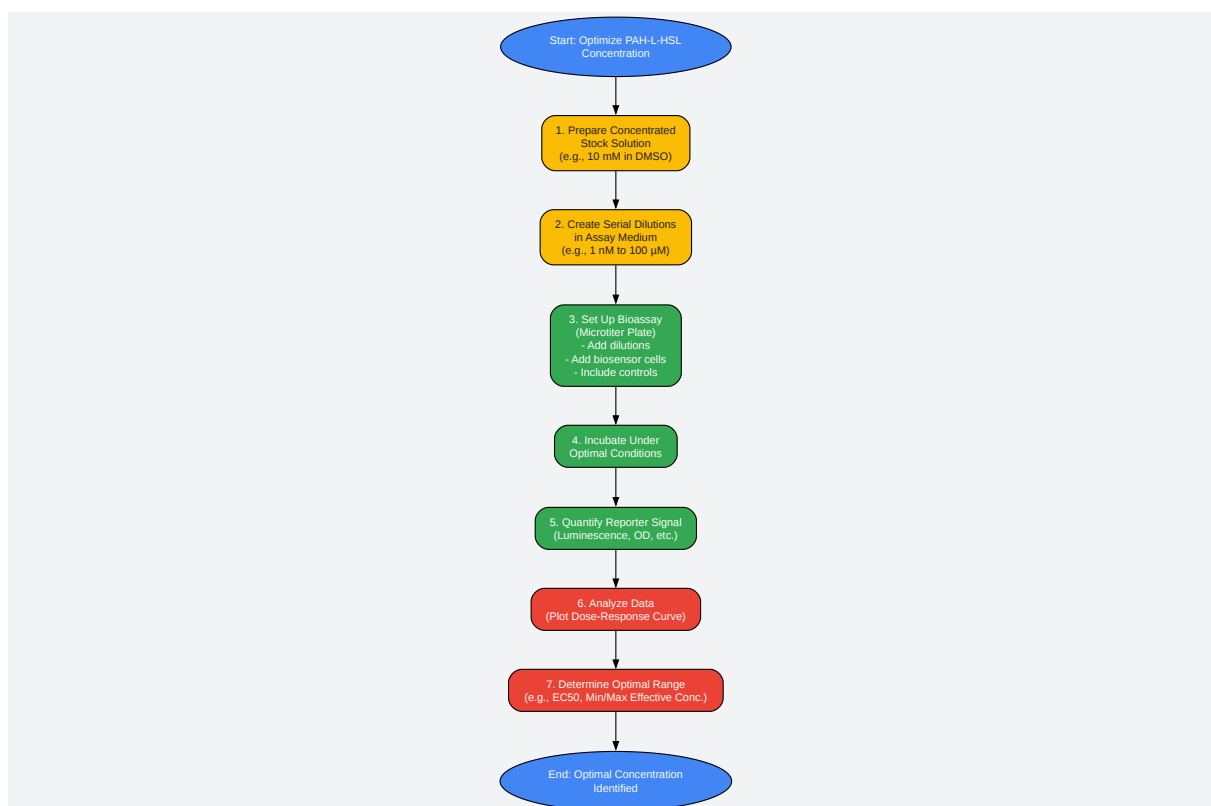 Start: Optimize PAH-L-HSL
Concentration
1. Prepare Concentrated
Stock Solution
(e.g., 10 mM in DMSO)
2. Create Serial Dilutions
in Assay Medium
(e.g., 1 nM to 100 µM)
3. Set Up Bioassay
(Microtiter Plate)
- Add dilutions
- Add biosensor cells
- Include controls
4. Incubate Under
Optimal Conditions
5. Quantify Reporter Signal
(Luminescence, OD, etc.)
6. Analyze Data
(Plot Dose-Response Curve)
7. Determine Optimal Range
(e.g., EC50, Min/Max Effective Conc.)
End: Optimal Concentration
Identified